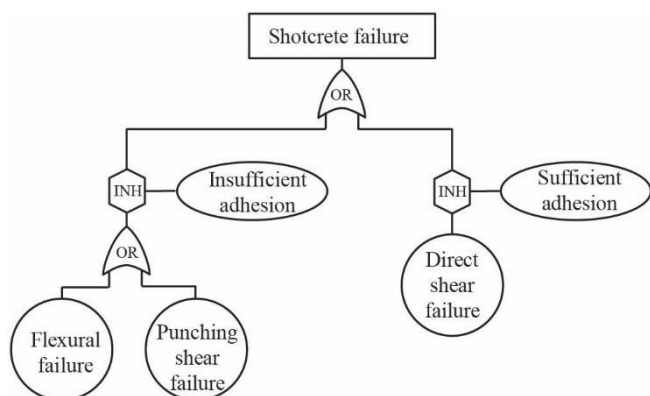 Shotcrete failure
OR
INH
Insufficient
adhesion
INH
Sufficient
adhesion
OR
Direct
shear
failure
Flexural
failure
Punching
shear
failure